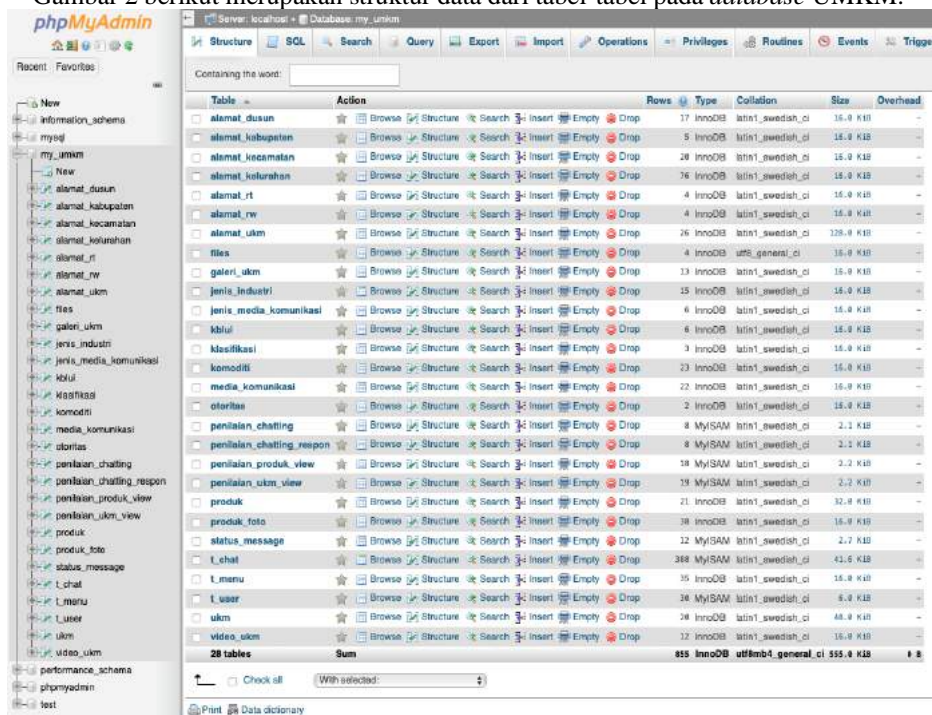 Gambar 2 berikut merupakan struktur data dari tabel-tabel pada database UMKM.
phpMyAdmin
Recent Favorites
New
information_schema
mysql
my_umkm
New
alamat_dusun
alamat_kabupaten
alamat_kecamatan
alamat_kelurahan
alamat_rt
alamat_rw
alamat_ukm
files
galeri_ukm
jenis_industri
jenis_media_komunikasi
kblui
klasifikasi
komoditi
media_komunikasi
otoritas
penilaian_chatting
penilaian_chatting_respon
penilaian_produk_view
penilaian_ukm_view
produk
produk_foto
status_message
t_chat
t_menu
t_user
ukm
video_ukm
performance_schema
phpmyadmin
test
Server: localhost » Database: my_umkm
Structure SQL Search Query Export Import Operations Privileges Routines Events Trigge
Containing the word:
Table Action Rows Type Collation Size Overhead
alamat_dusun Browse Structure Search Insert Empty Drop 17 InnoDB latin1_swedish_ci 16.0 KiB -
alamat_kabupaten Browse Structure Search Insert Empty Drop 5 InnoDB latin1_swedish_ci 16.0 KiB -
alamat_kecamatan Browse Structure Search Insert Empty Drop 20 InnoDB latin1_swedish_ci 16.0 KiB -
alamat_kelurahan Browse Structure Search Insert Empty Drop 76 InnoDB latin1_swedish_ci 16.0 KiB -
alamat_rt Browse Structure Search Insert Empty Drop 4 InnoDB latin1_swedish_ci 16.0 KiB -
alamat_rw Browse Structure Search Insert Empty Drop 4 InnoDB latin1_swedish_ci 16.0 KiB -
alamat_ukm Browse Structure Search Insert Empty Drop 26 InnoDB latin1_swedish_ci 128.0 KiB -
files Browse Structure Search Insert Empty Drop 4 InnoDB utf8_general_ci 16.0 KiB -
galeri_ukm Browse Structure Search Insert Empty Drop 13 InnoDB latin1_swedish_ci 16.0 KiB -
jenis_industri Browse Structure Search Insert Empty Drop 15 InnoDB latin1_swedish_ci 16.0 KiB -
jenis_media_komunikasi Browse Structure Search Insert Empty Drop 6 InnoDB latin1_swedish_ci 16.0 KiB -
kblui Browse Structure Search Insert Empty Drop 6 InnoDB latin1_swedish_ci 16.0 KiB -
klasifikasi Browse Structure Search Insert Empty Drop 3 InnoDB latin1_swedish_ci 16.0 KiB -
komoditi Browse Structure Search Insert Empty Drop 23 InnoDB latin1_swedish_ci 16.0 KiB -
media_komunikasi Browse Structure Search Insert Empty Drop 22 InnoDB latin1_swedish_ci 16.0 KiB -
otoritas Browse Structure Search Insert Empty Drop 2 InnoDB latin1_swedish_ci 16.0 KiB -
penilaian_chatting Browse Structure Search Insert Empty Drop 8 MyISAM latin1_swedish_ci 2.1 KiB -
penilaian_chatting_respon Browse Structure Search Insert Empty Drop 8 MyISAM latin1_swedish_ci 2.1 KiB -
penilaian_produk_view Browse Structure Search Insert Empty Drop MyISAM latin1_swedish_ci 2.2 KiB -
penilaian_ukm_view Browse Structure Search Insert Empty Drop 19 MyISAM latin1_swedish_ci 2.2 KiB -
produk Browse Structure Search Insert Empty Drop 21 InnoDB latin1_swedish_ci 32.0 KiB -
produk_foto Browse Structure Search Insert Empty Drop InnoDB latin1_swedish_ci 16.0 KiB -
status_message Browse Structure Search Insert Empty Drop 12 MyISAM latin1_swedish_ci 2.7 KiB -
t_chat Browse Structure Search Insert Empty Drop MyISAM latin1_swedish_ci 41.6 KiB -
t_menu Browse Structure Search Insert Empty Drop 35 InnoDB latin1_swedish_ci 16.0 KiB -
t_user Browse Structure Search Insert Empty Drop MyISAM latin1_swedish_ci KiB -
ukm Browse Structure Search Insert Empty Drop InnoDB latin1_swedish_ci 48.0 KiB -
video_ukm Browse Structure Search Insert Empty Drop 12 InnoDB latin1_swedish_ci 16.0 KiB -
28 tables Sum 855 InnoDB utf8mb4_general_ci 555.0 KiB 0 B
Check all With selected:
Print Data dictionary